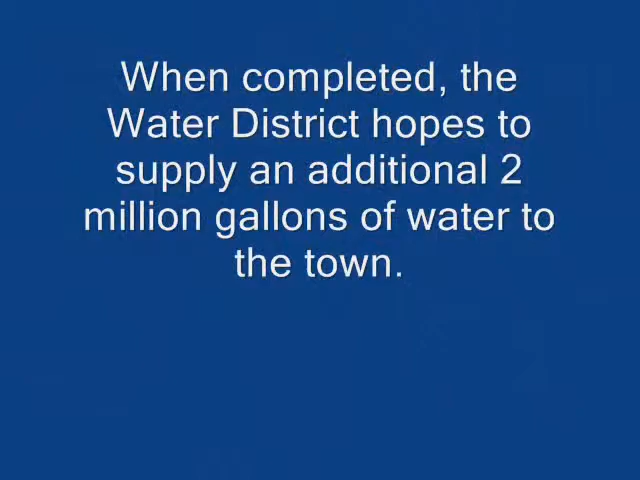 When completed, the
Water District hopes to
supply an additional 2
million gallons of water to
the town.